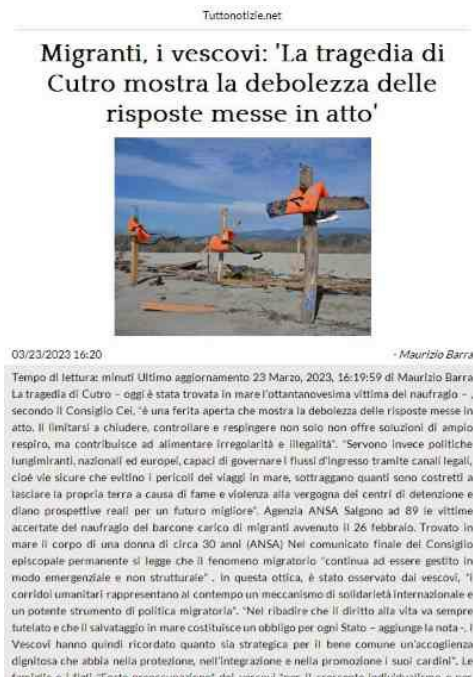 Tuttonotizie.net
Migranti, i vescovi: 'La tragedia di
Cutro mostra la debolezza delle
risposte messe in atto'
03/23/2023 16:20
- Maurizio Barra
Tempo di lettura: minuti Ultimo aggiornamento 23 Marzo, 2023, 16:19:59 di Maurizio Barra
La tragedia di Cutro – oggi è stata trovata in mare l'ottantanovesima vittima del naufragio – ,
secondo il Consiglio Cei, "è una ferita aperta che mostra la debolezza delle risposte messe in
atto. Il limitarsi a chiudere, controllare e respingere non solo non offre soluzioni di ampio
respiro, ma contribuisce ad alimentare irregolarità e illegalità". "Servono invece politiche
lungimiranti, nazionali ed europei, capaci di governare i flussi d'ingresso tramite canali legali,
cioè vie sicure che evitino i pericoli dei viaggi in mare, sottraggano quanti sono costretti a
lasciare la propria terra a causa di fame e violenza alla vergogna dei centri di detenzione e
diano prospettive reali per un futuro migliore". Agenzia ANSA Salgono ad 89 le vittime
accertate del naufragio del barcone carico di migranti avvenuto il 26 febbraio. Trovato in
mare il corpo di una donna di circa 30 anni (ANSA) Nel comunicato finale del Consiglio
episcopale permanente si legge che il fenomeno migratorio "continua ad essere gestito in
modo emergenziale e non strutturale" . In questa ottica, è stato osservato dai vescovi, "i
corridoi umanitari rappresentano al contempo un meccanismo di solidarietà internazionale e
un potente strumento di politica migratoria". "Nel ribadire che il diritto alla vita va sempre
tutelato e che il salvataggio in mare costituisce un obbligo per ogni Stato – aggiunge la nota -, i
Vescovi hanno quindi ricordato quanto sia strategica per il bene comune un'accoglienza
dignitosa che abbia nella protezione, nell'integrazione e nella promozione i suoi cardini". Le